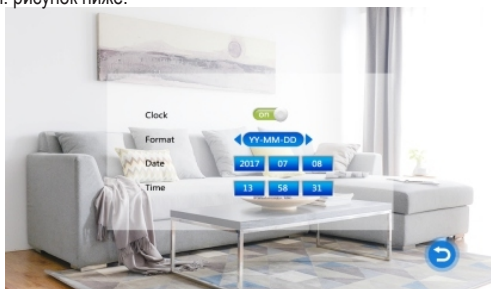 . рисунок ниже.
Clock on
Format YY-MM-DD
Date 2017 07 08
Time 13 58 31